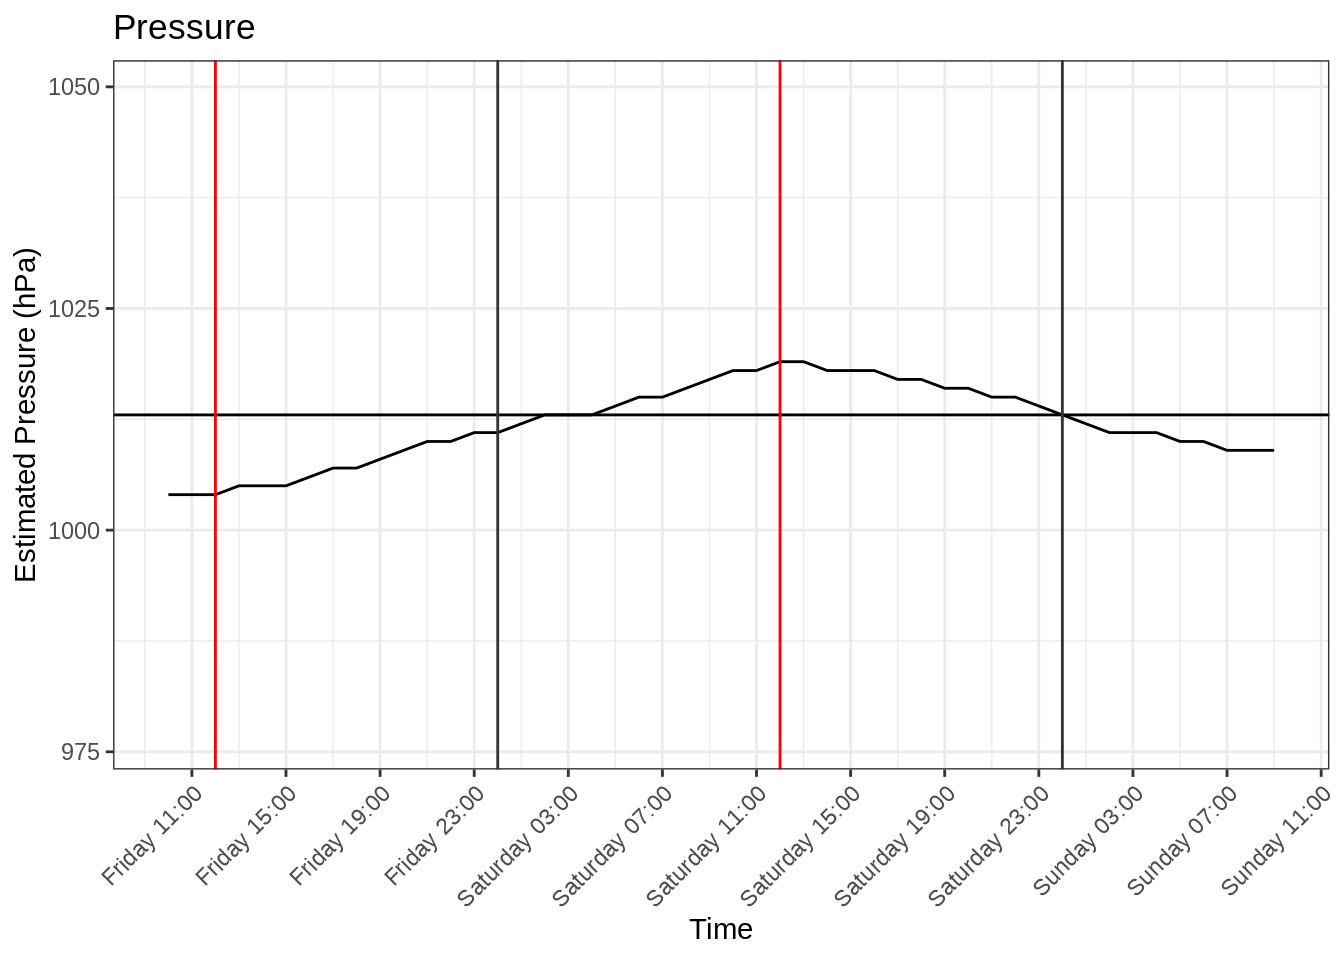 Pressure
Estimated Pressure (hPa)
1050
1025
1000
975
Friday 11:00
Friday 15:00
Friday 19:00
Friday 23:00
Saturday 03:00
Saturday 07:00
Saturday 11:00
Saturday 15:00
Saturday 19:00
Saturday 23:00
Sunday 03:00
Sunday 07:00
Sunday 11:00
Time